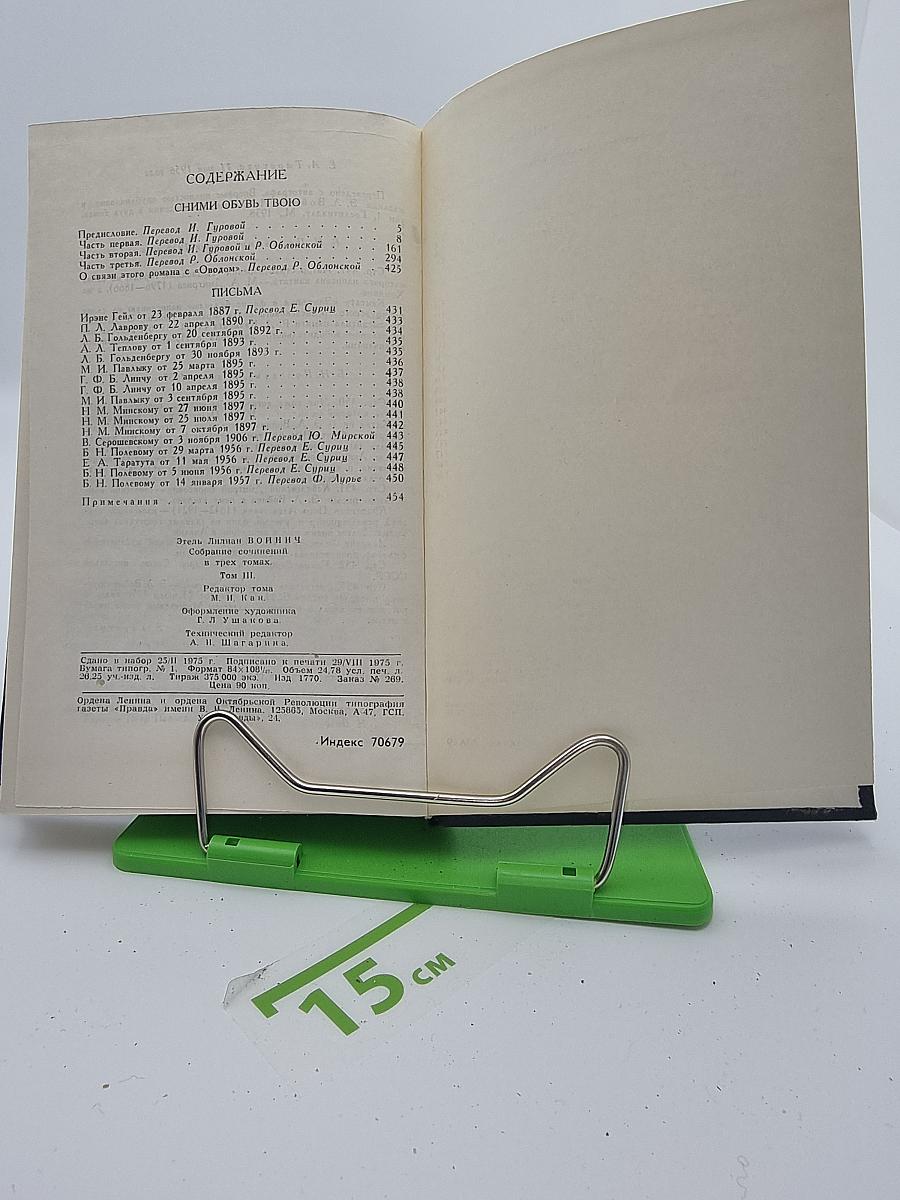 СОДЕРЖАНИЕ
СНИМИ ОБУВЬ ТВОЮ
Предисловие. Перевод И. Гуровой . . . . 5
Часть первая. Перевод И. Гуровой . . . . 8
Часть вторая. Перевод И. Гуровой и Р. Облонской . . . . 161
Часть третья. Перевод Р. Облонской . . . . 294
О связи этого романа с «Оводом». Перевод Р. Облонской . . 425
ПИСЬМА
Ирэне Гейл от 23 февраля 1887 г. Перевод Е. Суриц . . . . 431
П. Л. Лаврову от 22 апреля 1890 г. . . . . 433
Л. Б. Гольденбергу от 20 сентября 1892 г. . . . . 434
А. Л. Теплову от 1 сентября 1893 г. . . . . 435
Л. Б. Гольденбергу от 30 ноября 1893 г. . . . . 435
М. И. Павлыку от 25 марта 1895 г. . . . . 436
Г. Ф. Б. Линчу от 2 апреля 1895 г. . . . . 437
Г. Ф. Б. Линчу от 10 апреля 1895 г. . . . . 438
М. И. Павлыку от 3 сентября 1895 г. . . . . 438
Н. М. Минскому от 27 июня 1897 г. . . . . 440
Н. М. Минскому от 25 июля 1897 г. . . . . 441
Н. М. Минскому от 7 октября 1897 г. . . . . 442
В. Серошевскому от 3 ноября 1906 г. Перевод Ю. Мирской 443
Б. Н. Полевому от 29 марта 1956 г. Перевод Е. Суриц . . . 445
Е. А. Таратута от 11 мая 1956 г. Перевод Е. Суриц . . . 447
Б. Н. Полевому от 5 июня 1956 г. Перевод Е. Суриц . . . 448
Б. Н. Полевому от 14 января 1957 г. Перевод Ф. Лурье . . 450
Примечания . . . . 454
Этель Лилиан ВОЙНИЧ
Собрание сочинений
в трех томах.
Том III.
Редактор тома
М. И. Кан.
Оформление художника
Г. Л. Ушакова.
Технический редактор
А. И. Шагарина.
Сдано в набор 25/II 1975 г. Подписано к печати 29/VIII 1975 г.
Бумага типогр. № 1. Формат 84×108¹/₃₂. Объем 24,78 усл. печ. л.
26,25 уч.-изд. л. Тираж 375 000 экз. Изд. 1770. Заказ № 269.
Цена 90 коп.
Ордена Ленина и ордена Октябрьской Революции типография
газеты «Правда» имени В. И. Ленина. 125865, Москва, А-47, ГСП,
24.
Индекс 70679
15 см